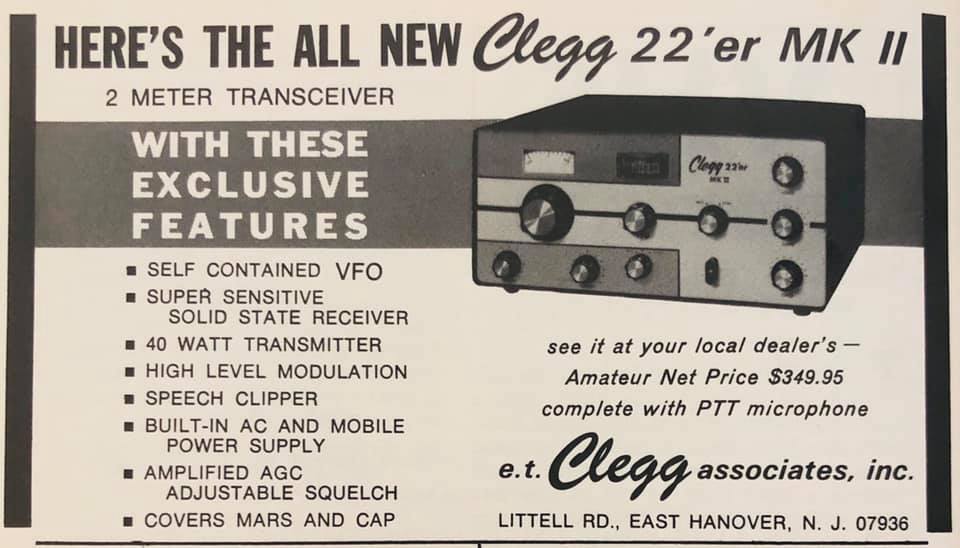 HERE'S THE ALL NEW Clegg 22'er MK II
2 METER TRANSCEIVER
WITH THESE
EXCLUSIVE
FEATURES
■ SELF CONTAINED VFO
■ SUPER SENSITIVE
SOLID STATE RECEIVER
■ 40 WATT TRANSMITTER
■ HIGH LEVEL MODULATION
■ SPEECH CLIPPER
■ BUILT-IN AC AND MOBILE
POWER SUPPLY
■ AMPLIFIED AGC
ADJUSTABLE SQUELCH
■ COVERS MARS AND CAP
Clegg 22'er
MK II
see it at your local dealer's —
Amateur Net Price $349.95
complete with PTT microphone
e.t. Clegg associates, inc.
LITTELL RD., EAST HANOVER, N. J. 07936